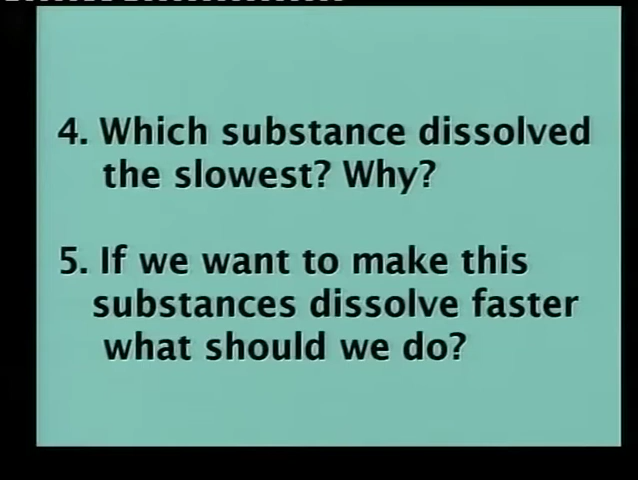 4. Which substance dissolved
the slowest? Why?
5. If we want to make this
substances dissolve faster
what should we do?